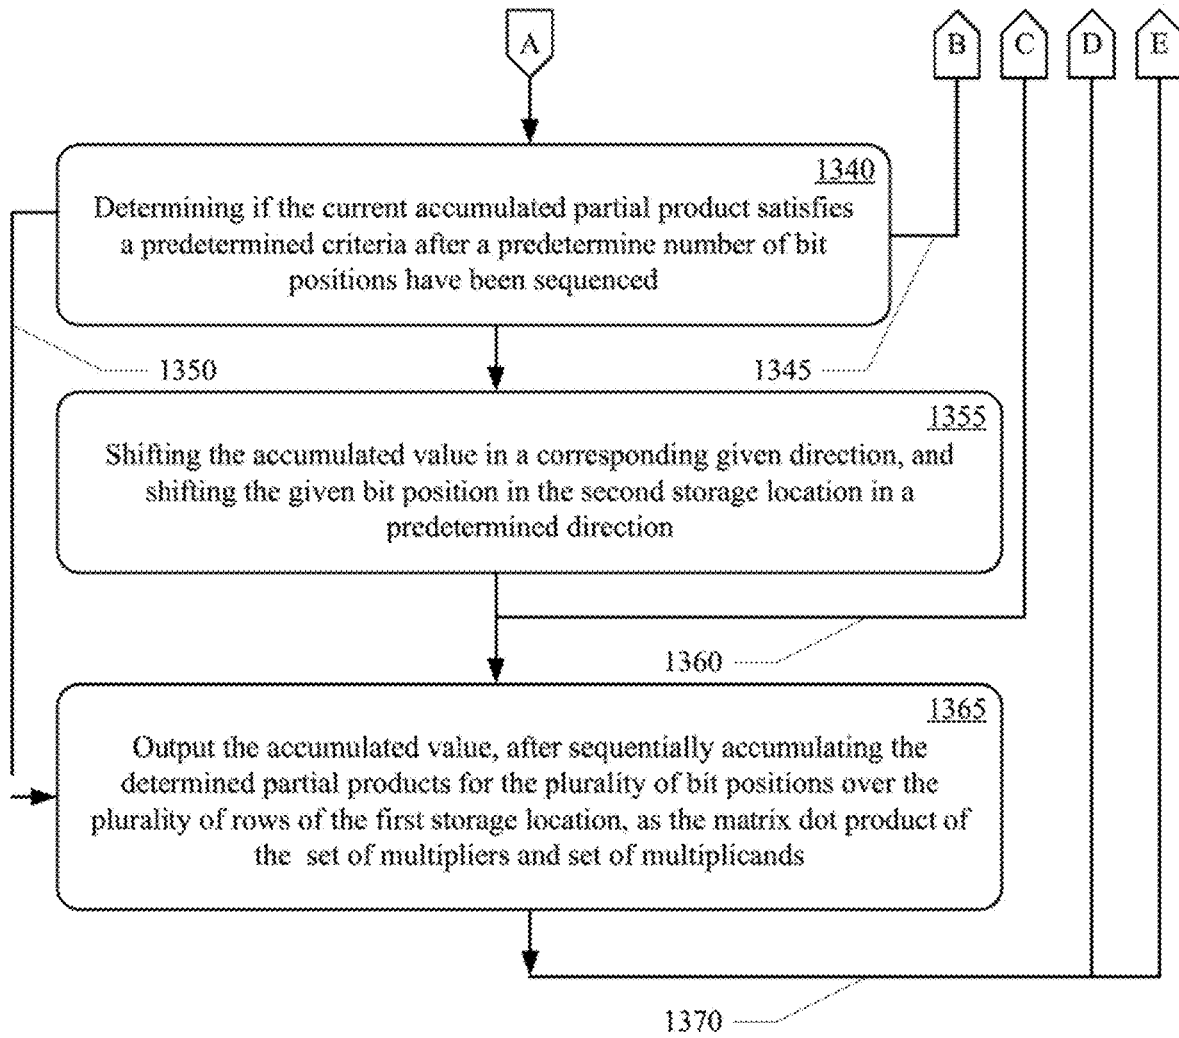 A
B C D E
1340
Determining if the current accumulated partial product satisfies
a predetermined criteria after a predetermine number of bit
positions have been sequenced
1350
1345
1355
Shifting the accumulated value in a corresponding given direction, and
shifting the given bit position in the second storage location in a
predetermined direction
1360
1365
Output the accumulated value, after sequentially accumulating the
determined partial products for the plurality of bit positions over the
plurality of rows of the first storage location, as the matrix dot product of
the set of multipliers and set of multiplicands
1370